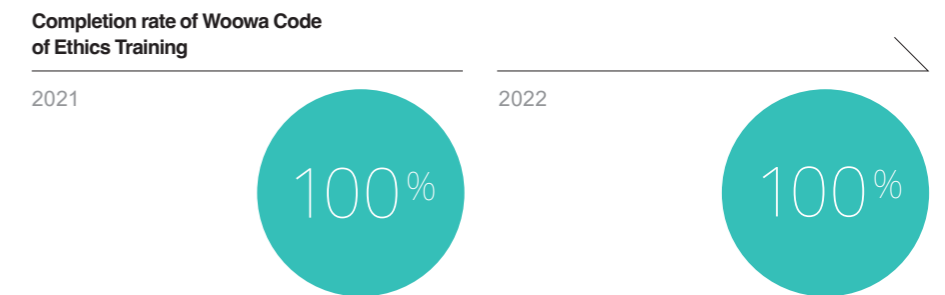 Completion rate of Woowa Code
of Ethics Training
2021
100%
2022
100%